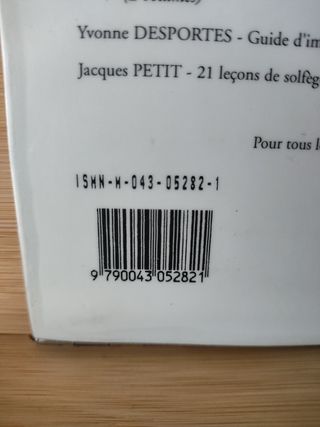 Yvonne DESPORTES - Guide d'im
Jacques PETIT - 21 leçons de solfèg
Pour tous l
ISMN-M-043-05282-1
9 790043 052821